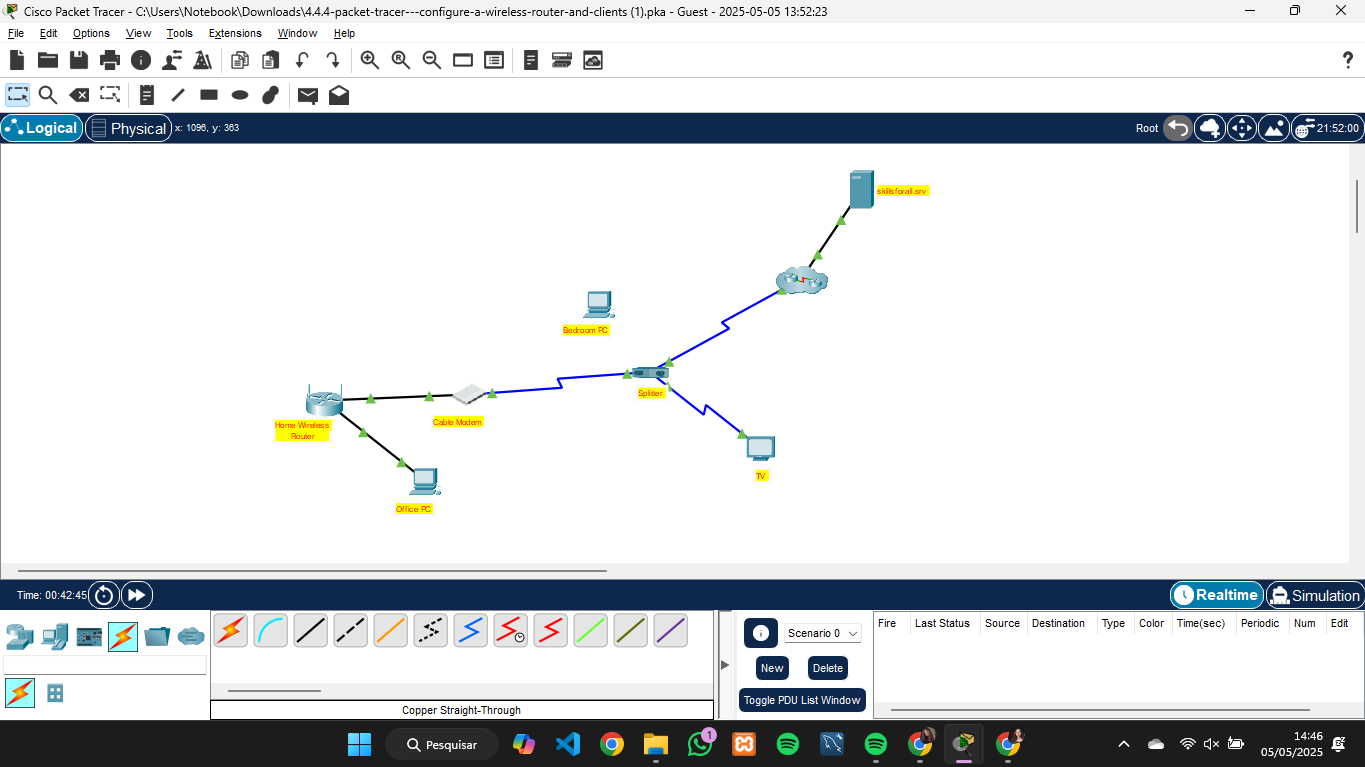 Cisco Packet Tracer - C:\Users\Notebook\Downloads\4.4.4-packet-tracer---configure-a-wireless-router-and-clients (1).pka - Guest - 2025-05-05 13:52:23
File Edit Options View Tools Extensions Window Help
Logical Physical x: 1096, y: 363 Root 21:52:00
skillsforall.srv
Bedroom PC
Splitter
Home Wireless
Router
Cable Modem
TV
Office PC
Time: 00:42:45 Realtime Simulation
Scenario 0
Fire Last Status Source Destination Type Color Time(sec) Periodic Num Edit
New Delete
Toggle PDU List Window
Copper Straight-Through
Pesquisar
1
14:46
05/05/2025